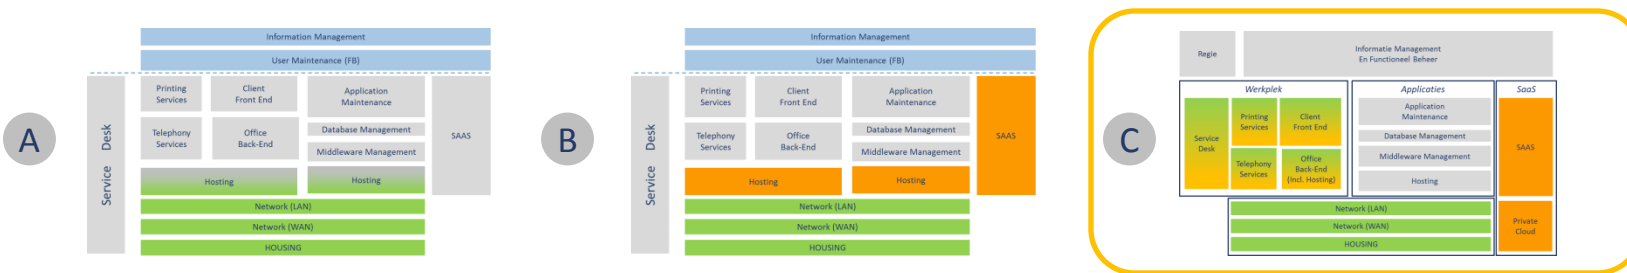 A
Information Management
User Maintenance (FB)
Service Desk
Printing
Services
Client
Front End
Application
Maintenance
Telephony
Services
Office
Back-End
Database Management
Middleware Management
SAAS
Hosting
Hosting
Network (LAN)
Network (WAN)
HOUSING
B
Information Management
User Maintenance (FB)
Service Desk
Printing
Services
Client
Front End
Application
Maintenance
Telephony
Services
Office
Back-End
Database Management
Middleware Management
SAAS
Hosting
Hosting
Network (LAN)
Network (WAN)
HOUSING
C
Regie
Informatie Management
En Functioneel Beheer
Werkplek
Service
Desk
Printing
Services
Client
Front End
Telephony
Services
Office
Back-End
(Incl. Hosting)
Applicaties
Application
Maintenance
Database Management
Middleware Management
Hosting
SaaS
SAAS
Private
Cloud
Network (LAN)
Network (WAN)
HOUSING